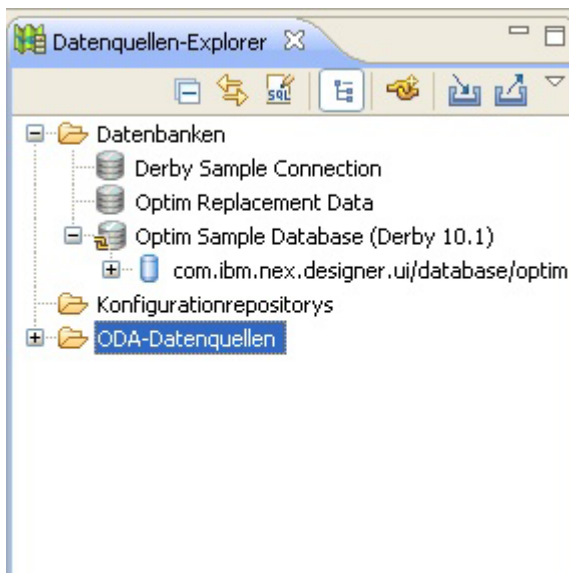 Datenquellen-Explorer
SQL
Datenbanken
Derby Sample Connection
Optim Replacement Data
Optim Sample Database (Derby 10.1)
com.ibm.nex.designer.ui/database/optim
Konfigurationrepositorys
ODA-Datenquellen